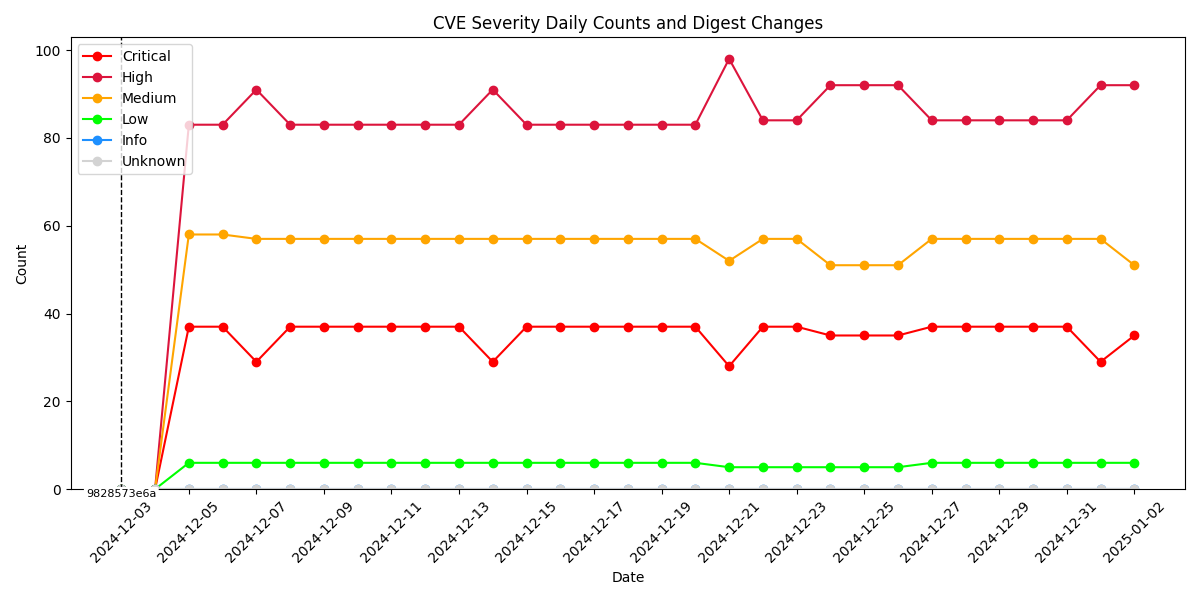 CVE Severity Daily Counts and Digest Changes
Critical
High
Medium
Low
Info
Unknown
Count
100
80
60
40
20
0
9828573e6a
2024-12-03
2024-12-05
2024-12-07
2024-12-09
2024-12-11
2024-12-13
2024-12-15
2024-12-17
2024-12-19
2024-12-21
2024-12-23
2024-12-25
2024-12-27
2024-12-29
2024-12-31
2025-01-02
Date